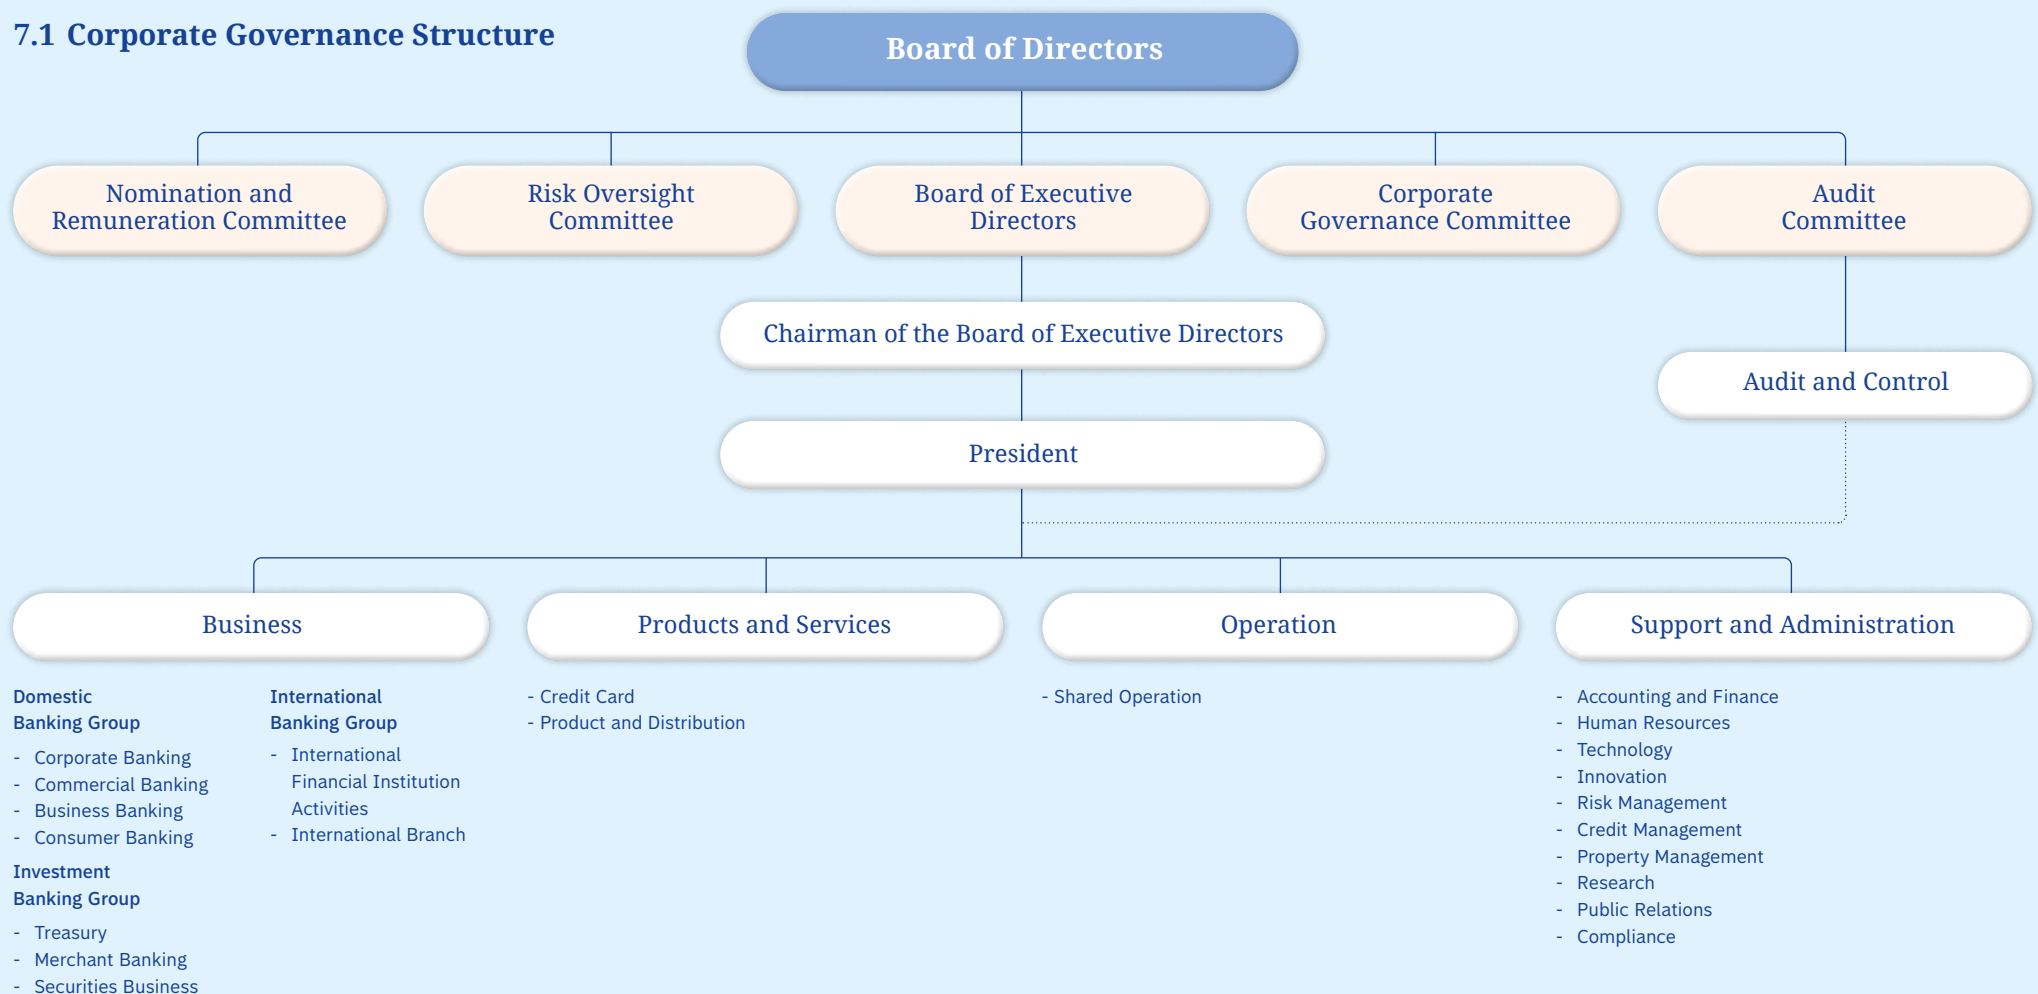 7.1 Corporate Governance Structure
Board of Directors
Nomination and
Remuneration Committee
Risk Oversight
Committee
Board of Executive
Directors
Corporate
Governance Committee
Audit
Committee
Chairman of the Board of Executive Directors
Audit and Control
President
Business
Products and Services
Operation
Support and Administration
Domestic
Banking Group
- Corporate Banking
- Commercial Banking
- Business Banking
- Consumer Banking
Investment
Banking Group
- Treasury
- Merchant Banking
- Securities Business
International
Banking Group
- International
Financial Institution
Activities
- International Branch
- Credit Card
- Product and Distribution
- Shared Operation
- Accounting and Finance
- Human Resources
- Technology
- Innovation
- Risk Management
- Credit Management
- Property Management
- Research
- Public Relations
- Compliance